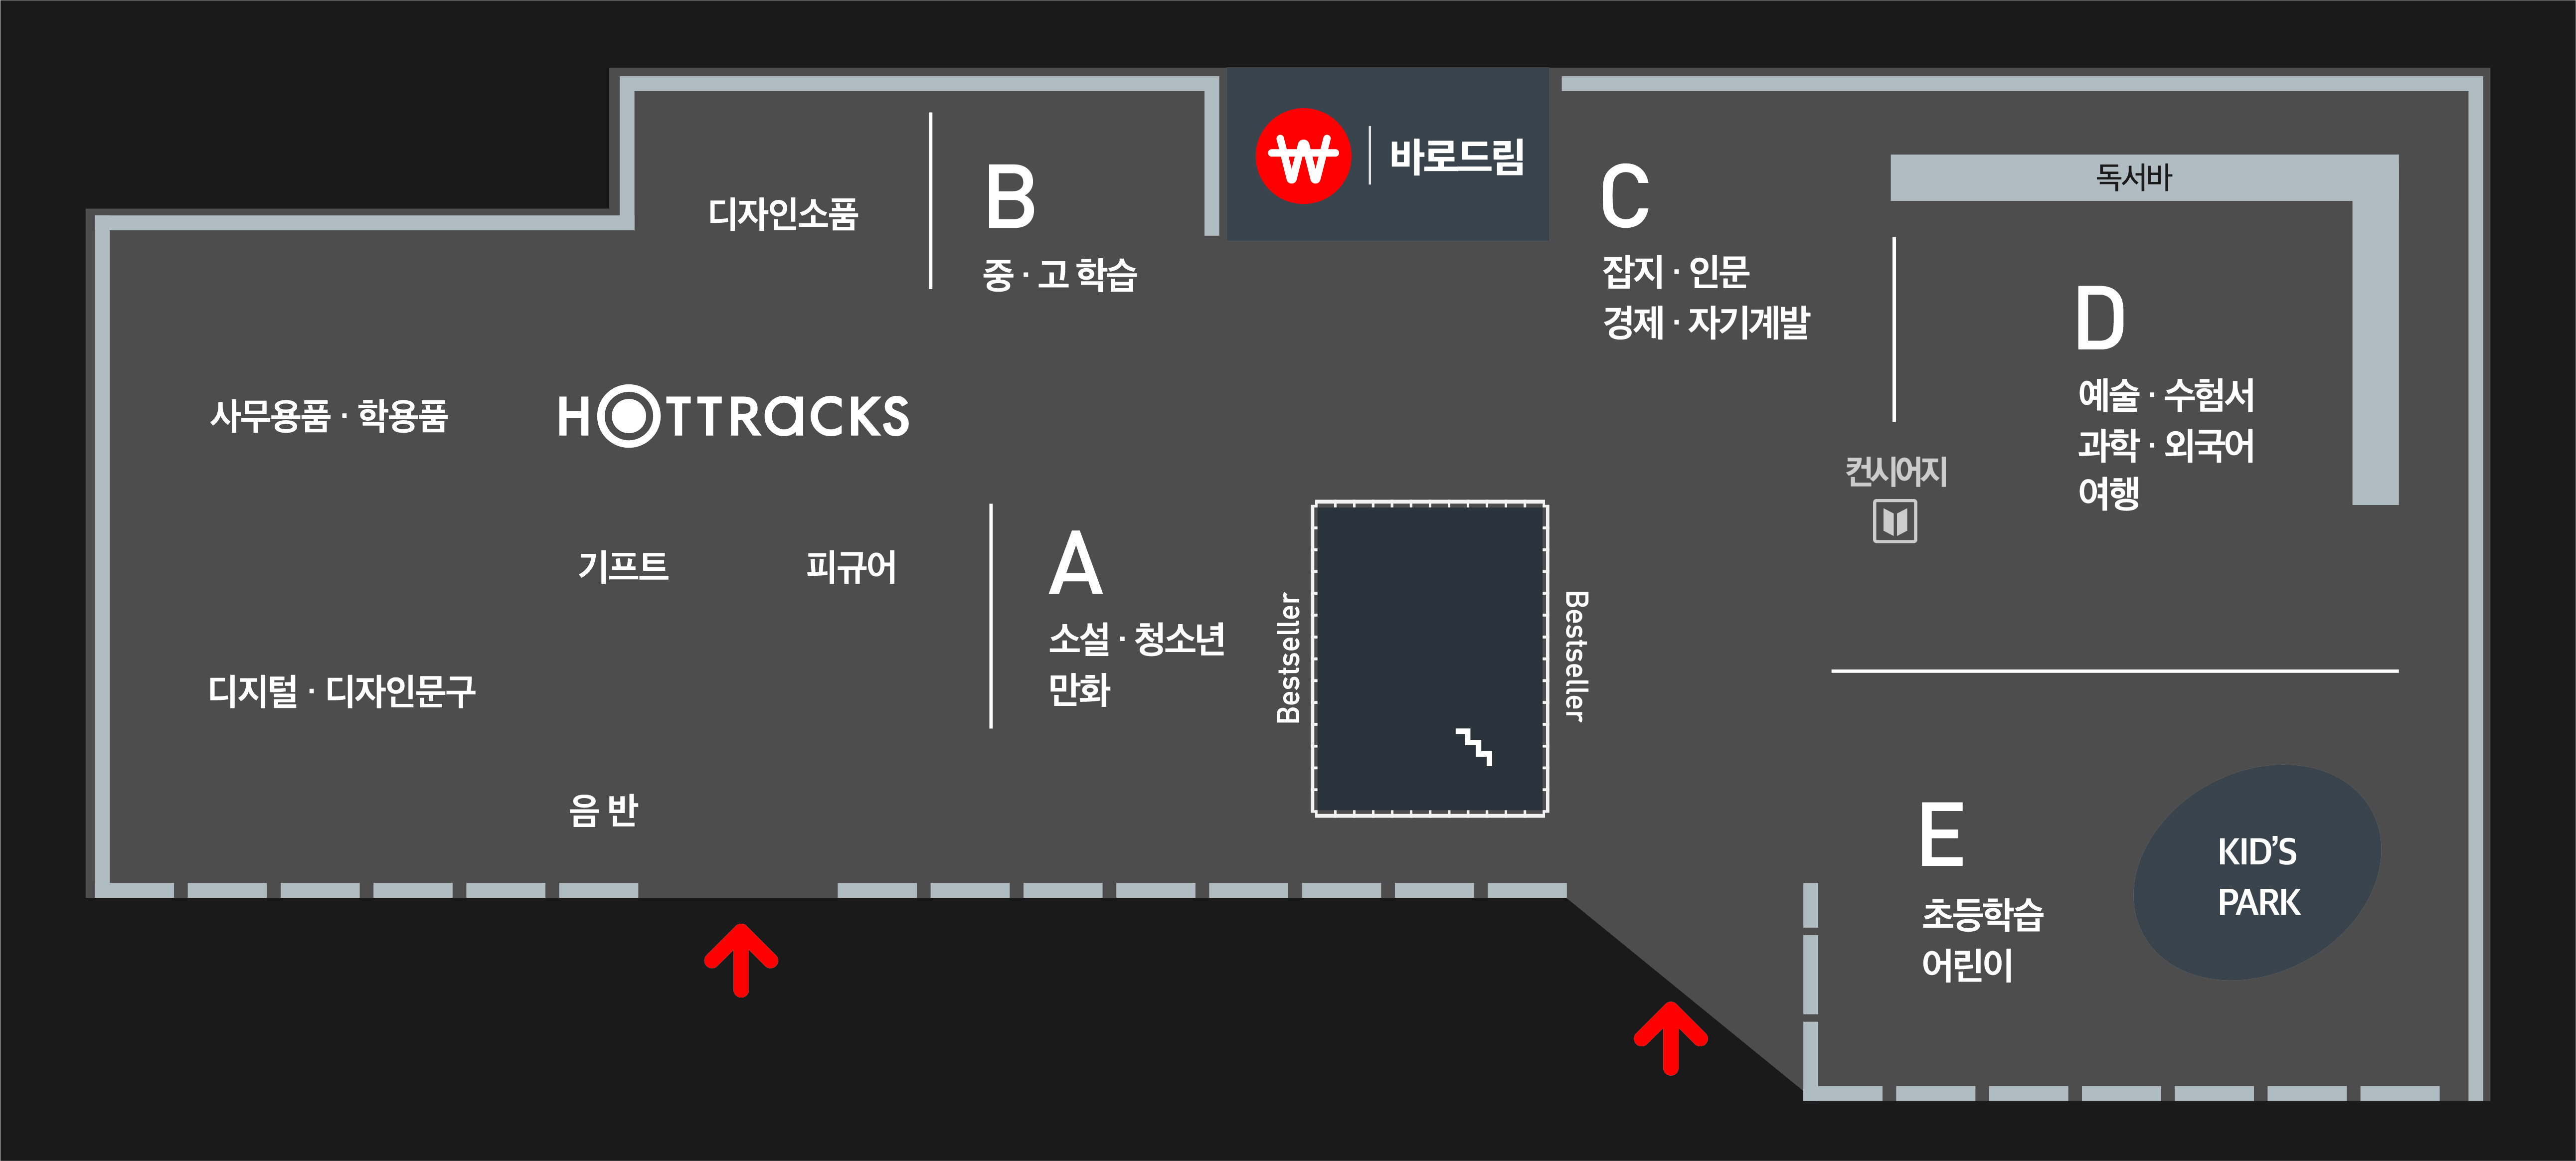 디자인소품
B
중 · 고 학습
₩ 바로드림
C
잡지 · 인문
경제 · 자기계발
독서바
D
예술 · 수험서
과학 · 외국어
여행
컨시어지
사무용품 · 학용품
HOTTRACKS
기프트
피규어
A
소설 · 청소년
만화
Bestseller
Bestseller
디지털 · 디자인문구
음 반
E
초등학습
어린이
KID’S
PARK